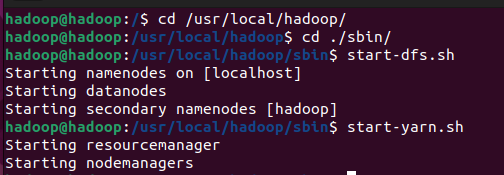 hadoop@hadoop:/$ cd /usr/local/hadoop/
hadoop@hadoop:/usr/local/hadoop$ cd ./sbin/
hadoop@hadoop:/usr/local/hadoop/sbin$ start-dfs.sh
Starting namenodes on [localhost]
Starting datanodes
Starting secondary namenodes [hadoop]
hadoop@hadoop:/usr/local/hadoop/sbin$ start-yarn.sh
Starting resourcemanager
Starting nodemanagers